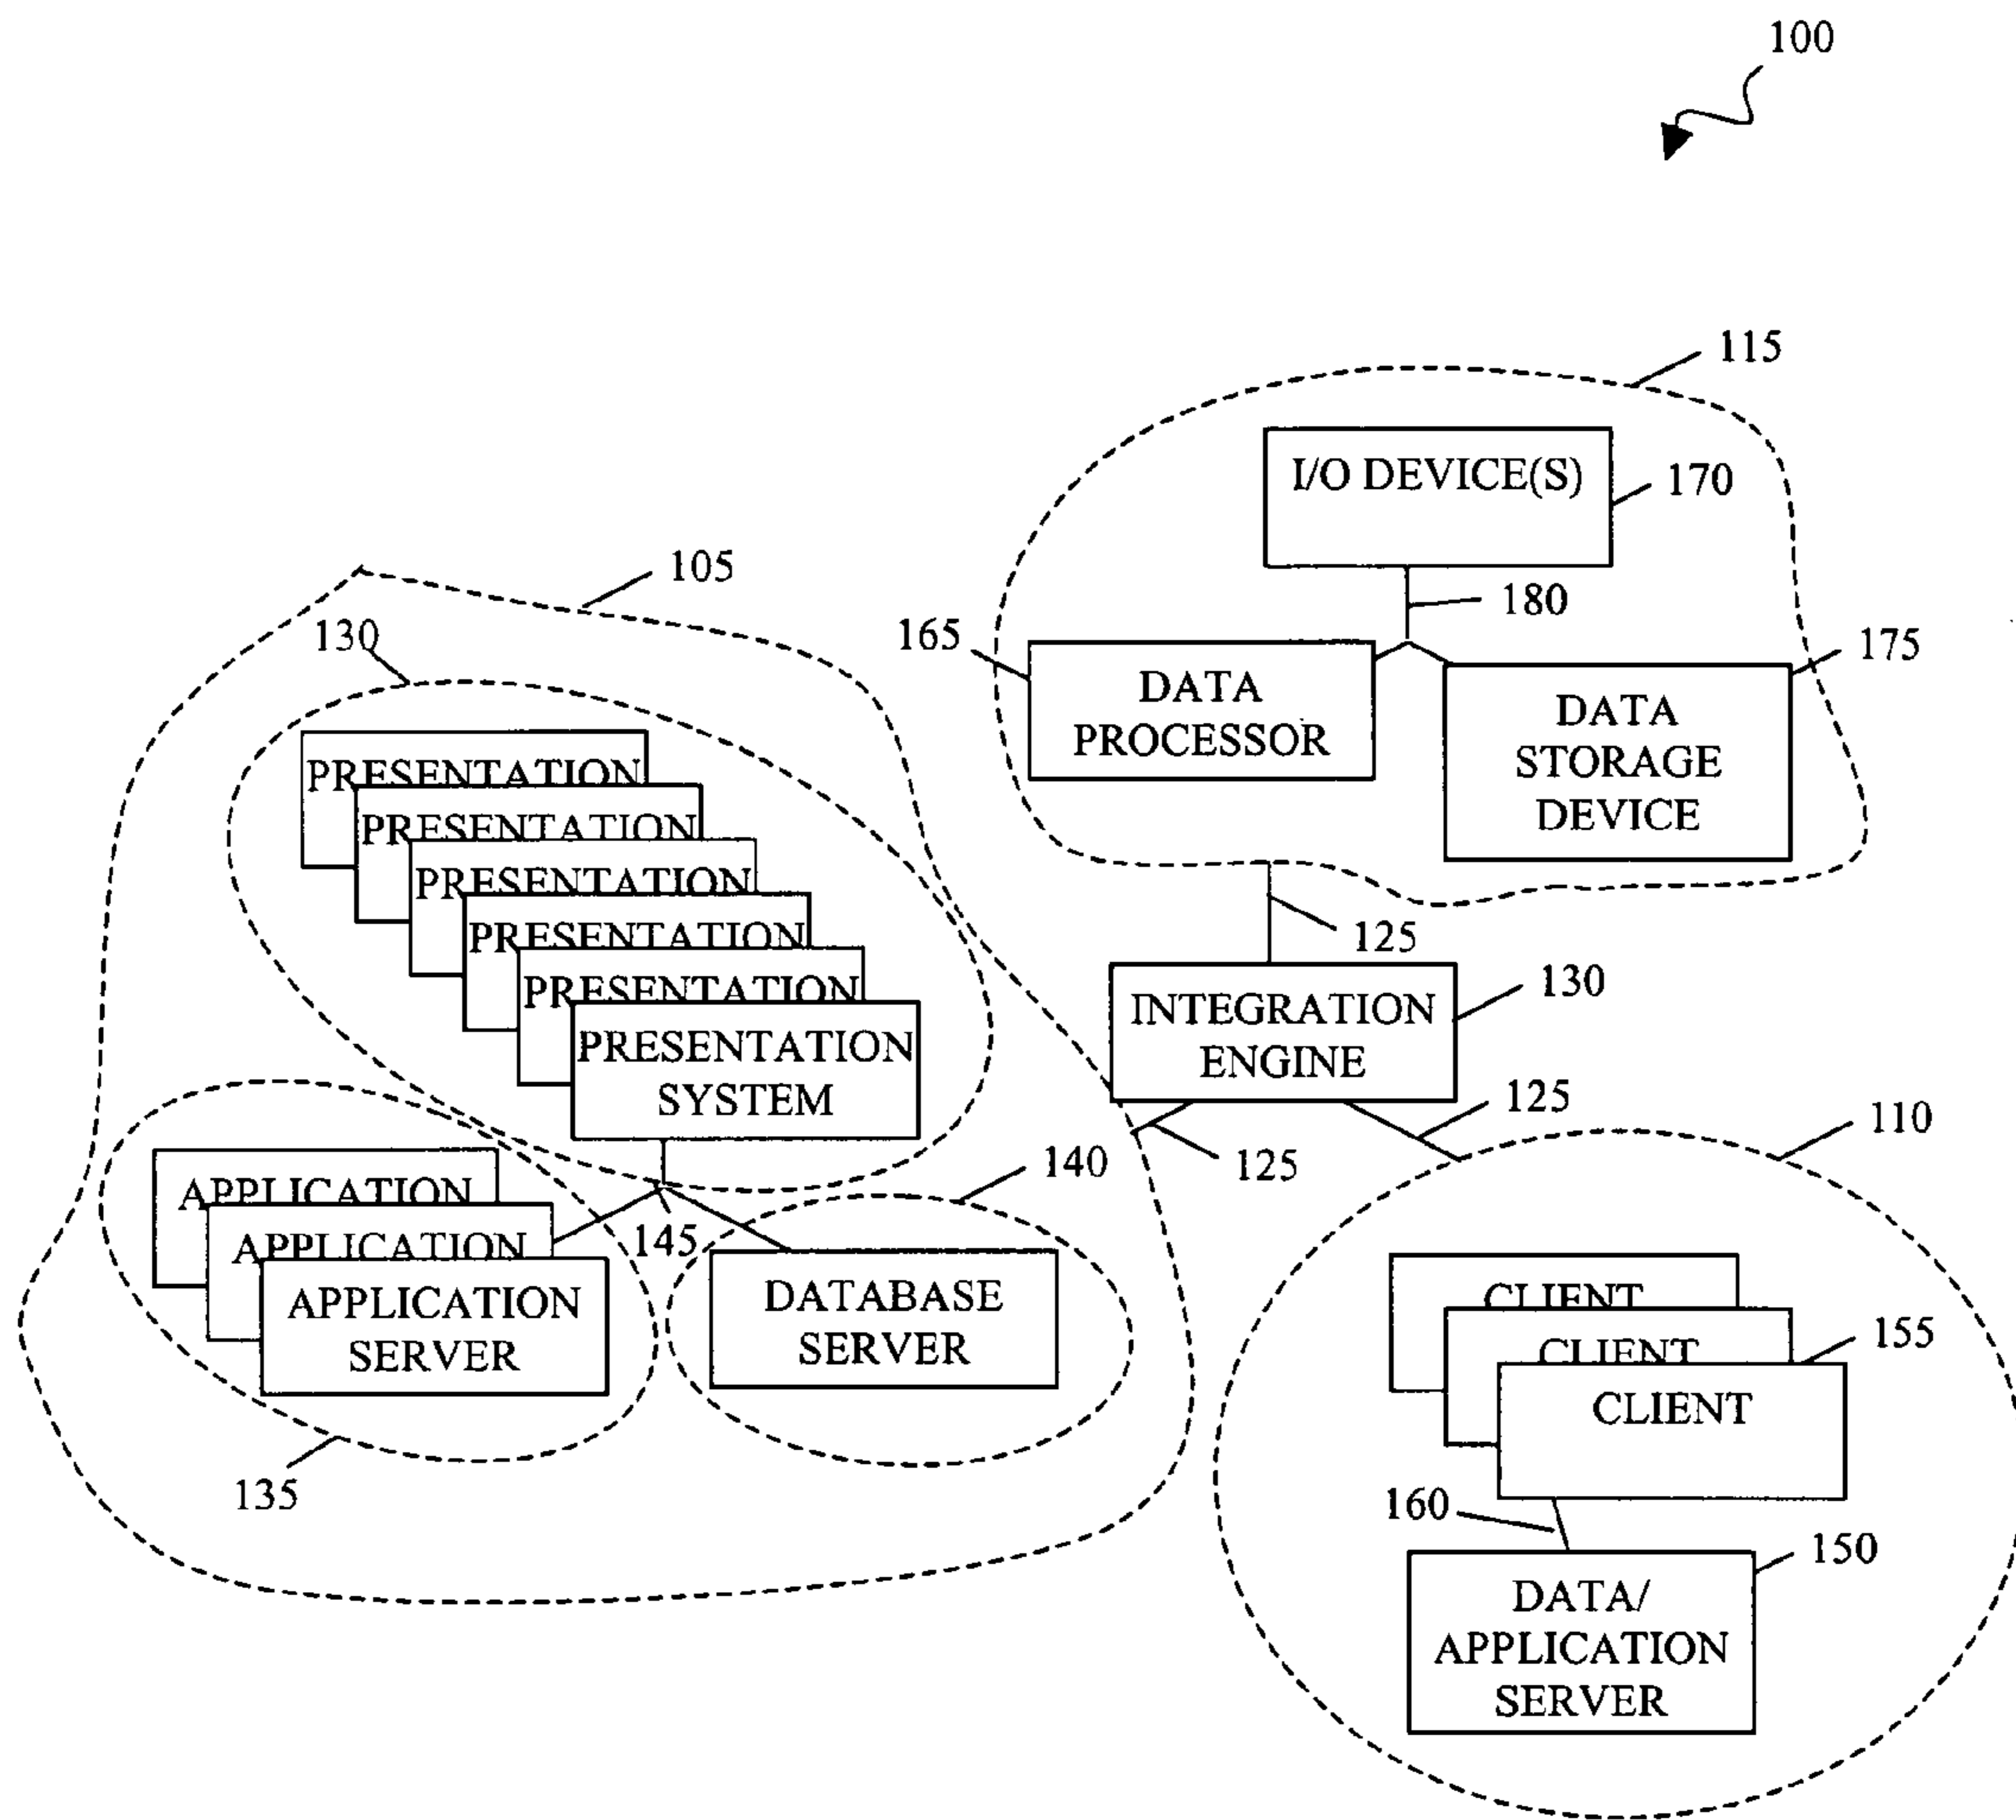 100
115
I/O DEVICE(S)
170
105
180
130
165
175
DATA
PROCESSOR
DATA
STORAGE
DEVICE
PRESENTATION
PRESENTATION
PRESENTATION
PRESENTATION
PRESENTATION
PRESENTATION
SYSTEM
125
130
INTEGRATION
ENGINE
125
110
125
140
145
APPLICATION
APPLICATION
APPLICATION
SERVER
DATABASE
SERVER
135
CLIENT
CLIENT
CLIENT
155
160
150
DATA/
APPLICATION
SERVER